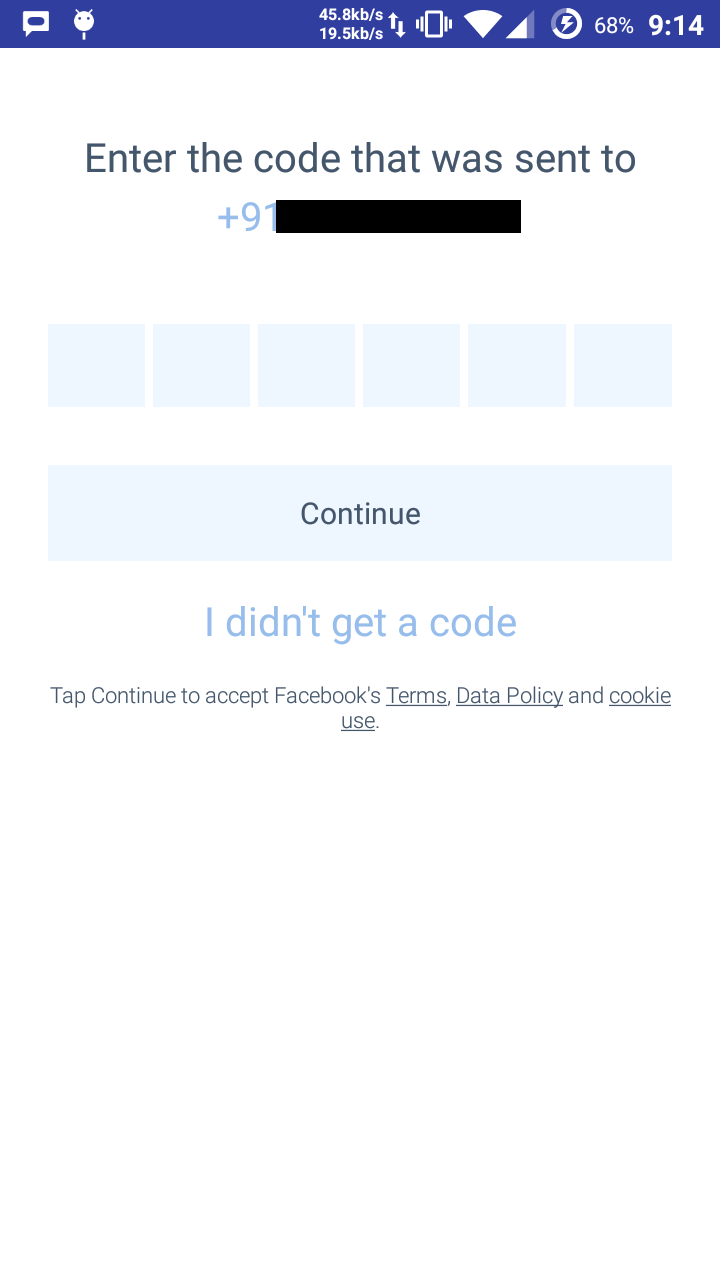 45.8kb/s
19.5kb/s
68% 9:14
Enter the code that was sent to
+91
Continue
I didn't get a code
Tap Continue to accept Facebook's Terms, Data Policy and cookie
use.